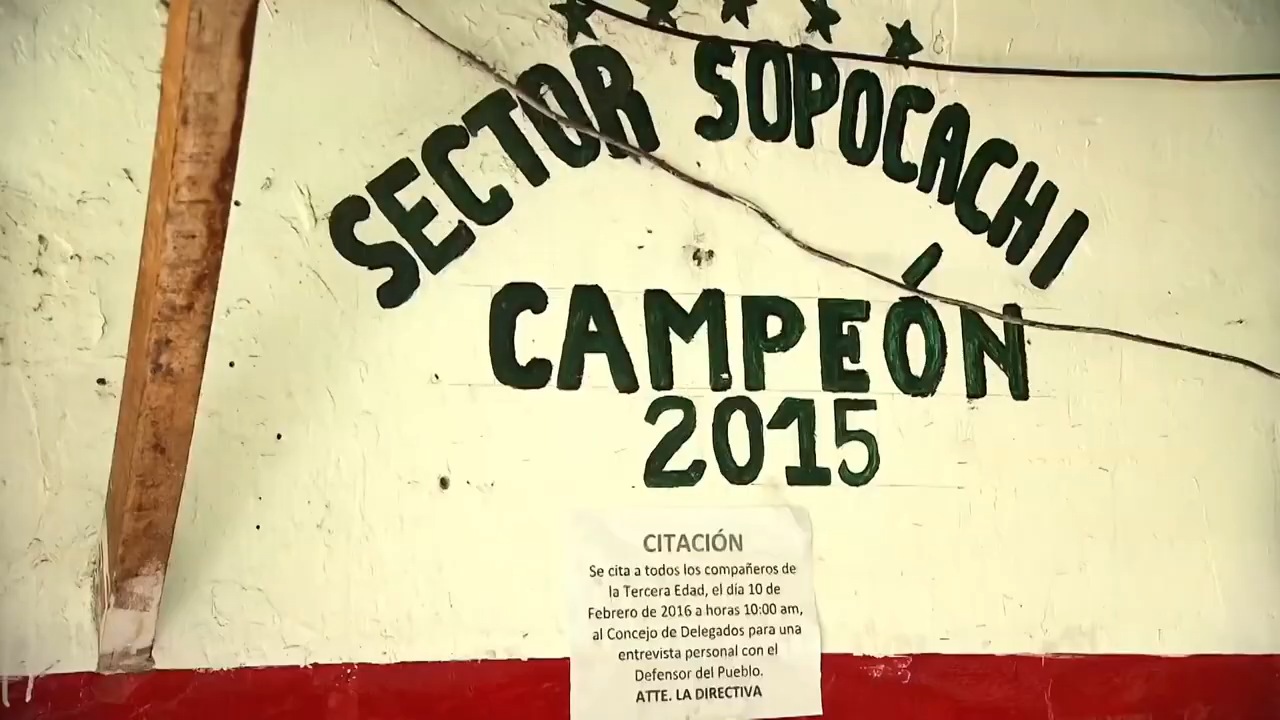 SECTOR SOPOCACHI
CAMPEÓN
2015
CITACIÓN
Se cita a todos los compañeros de
la Tercera Edad, el día 10 de
Febrero de 2016 a horas 10:00 am,
al Concejo de Delegados para una
entrevista personal con el
Defensor del Pueblo.
ATTE. LA DIRECTIVA